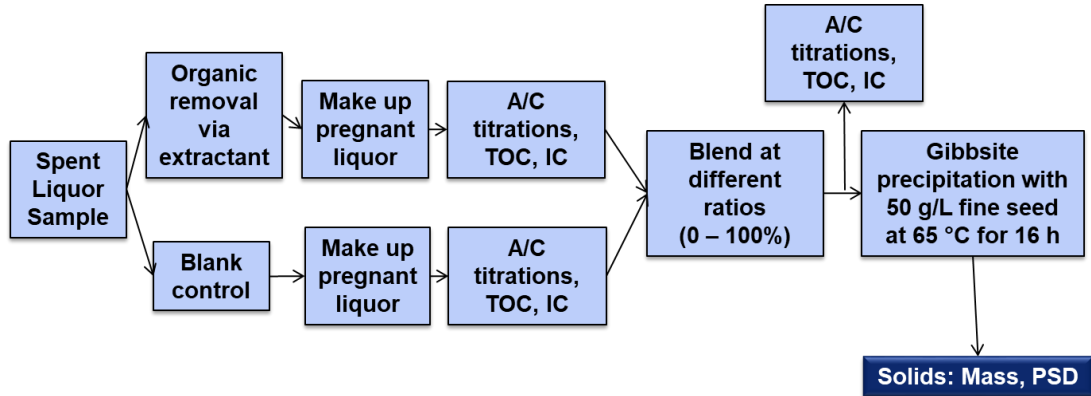 Spent
Liquor
Sample
Organic
removal
via
extractant
Make up
pregnant
liquor
A/C
titrations,
TOC, IC
Blank
control
Make up
pregnant
liquor
A/C
titrations,
TOC, IC
Blend at
different
ratios
(0 – 100%)
A/C
titrations,
TOC, IC
Gibbsite
precipitation with
50 g/L fine seed
at 65 °C for 16 h
Solids: Mass, PSD